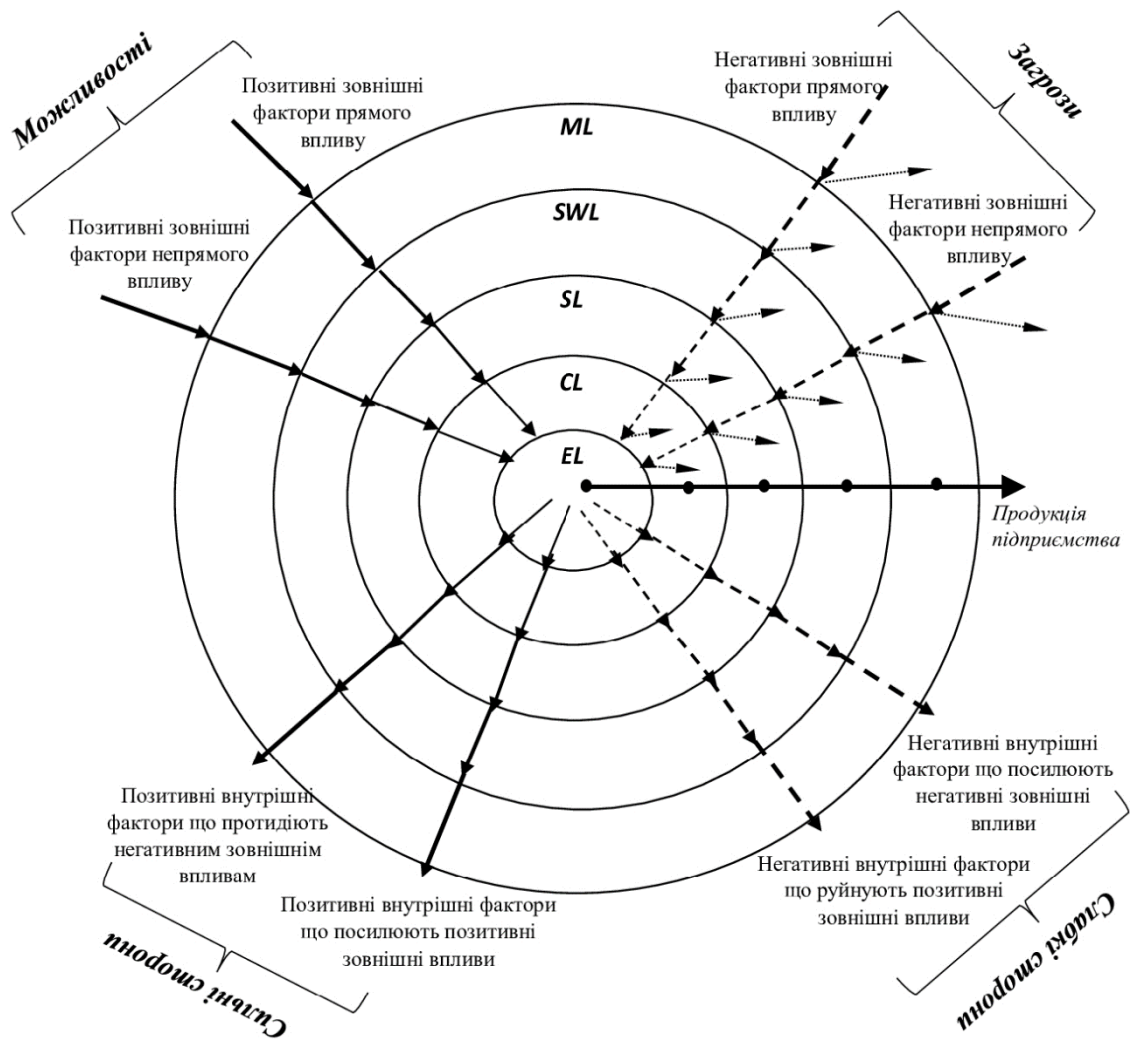 Можливості
Позитивні зовнішні
фактори прямого
впливу
Негативні зовнішні
фактори прямого
впливу
Загрози
Позитивні зовнішні
фактори непрямого
впливу
Негативні зовнішні
фактори непрямого
впливу
ML
SWL
SL
CL
EL
Продукція
підприємства
Негативні внутрішні
фактори що посилюють
негативні зовнішні
впливи
Позитивні внутрішні
фактори що протидіють
негативним зовнішнім
впливам
Негативні внутрішні фактори
що руйнують позитивні
зовнішні впливи
Позитивні внутрішні фактори
що посилюють позитивні
зовнішні впливи
Сильні сторони
Слабкі сторони